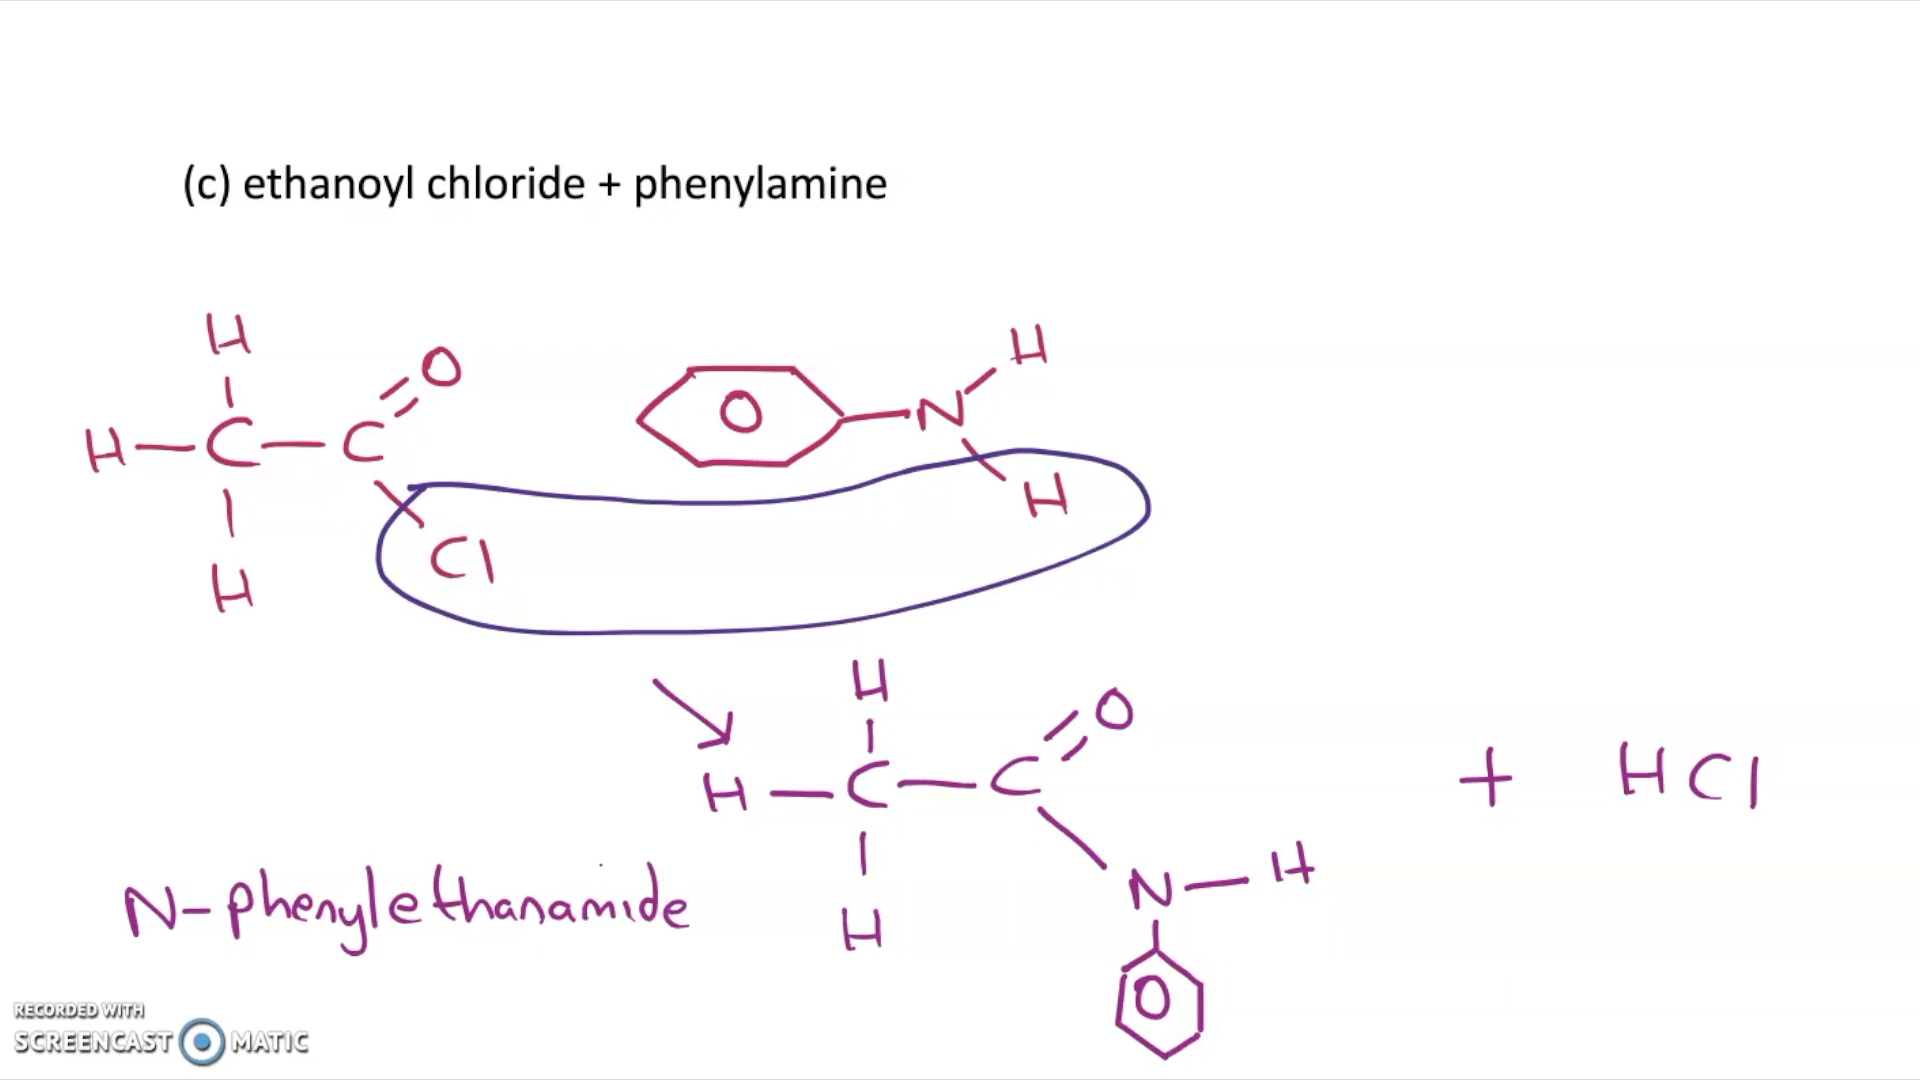 (c) ethanoyl chloride + phenylamine
H
O
H
H C C
N
H
Cl
H
H
O
H C C
+ HCl
N H
N-phenylethanamide
H
RECORDED WITH
SCREENCAST MATIC